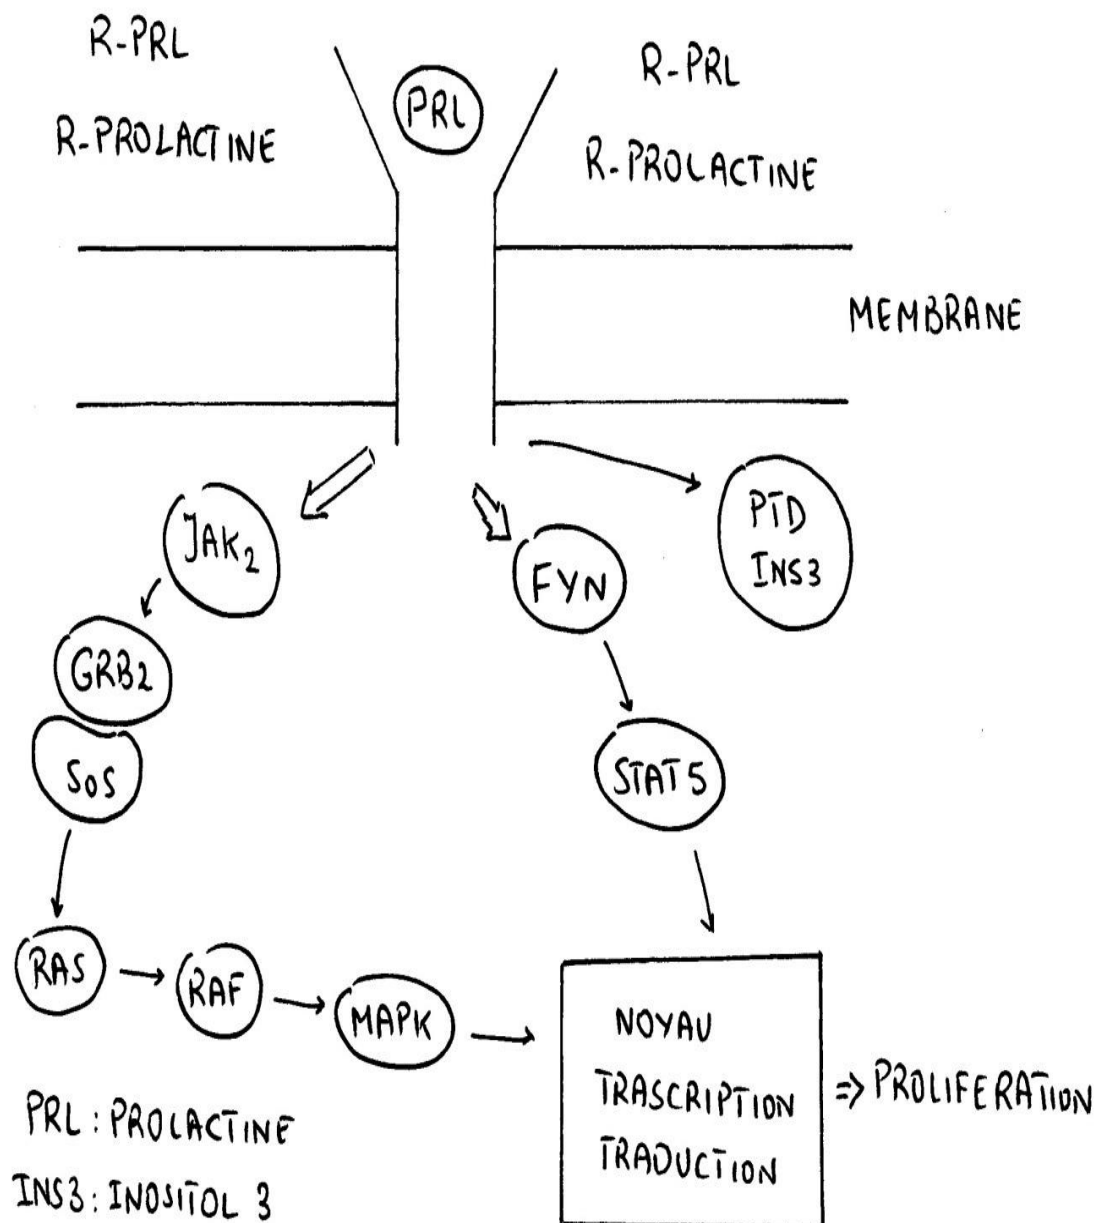 R-PRL
R-PROLACTINE
PRL
R-PRL
R-PROLACTINE
MEMBRANE
JAK2
GRB2
SOS
FYN
PTD
INS3
STAT5
RAS
RAF
MAPK
NOYAU
TRASCRIPTION
TRADUCTION
=> PROLIFERATION
PRL: PROLACTINE
INS3: INOSITOL 3